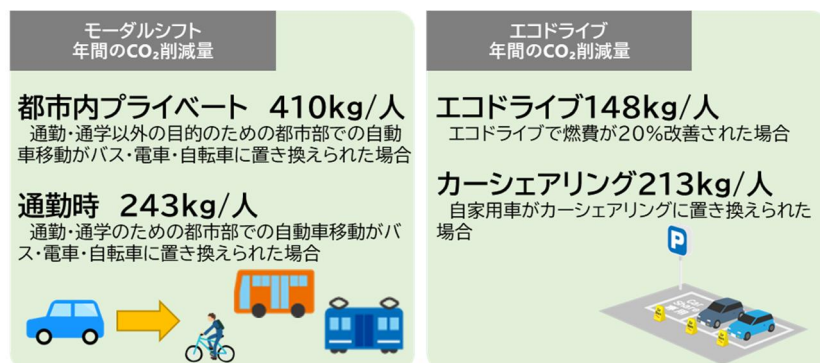 モーダルシフト
年間のCO₂削減量
都市内プライベート 410kg/人
通勤・通学以外の目的のための都市部での自動
車移動がバス・電車・自転車に置き換えられた場合
通勤時 243kg/人
通勤・通学のための都市部での自動車移動がバ
ス・電車・自転車に置き換えられた場合
エコドライブ
年間のCO₂削減量
エコドライブ148kg/人
エコドライブで燃費が20%改善された場合
カーシェアリング213kg/人
自家用車がカーシェアリングに置き換えられた
場合
P